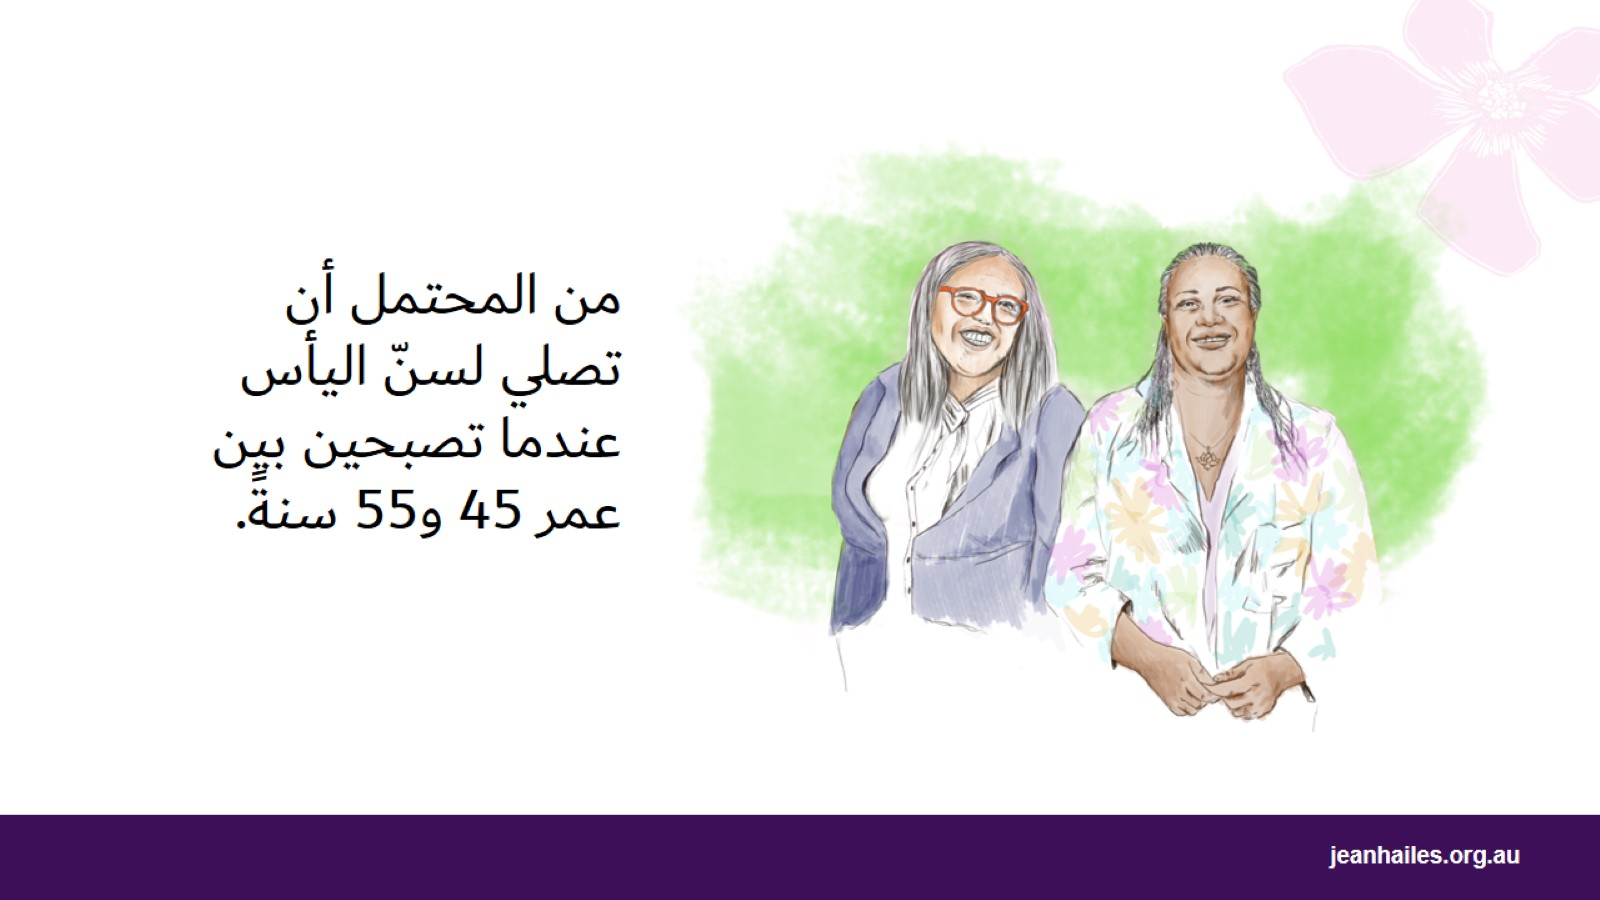 من المحتمل أن
تصلي لسنّ اليأس
عندما تصبحين بين
عمر 45 و55 سنةً.
jeanhailes.org.au